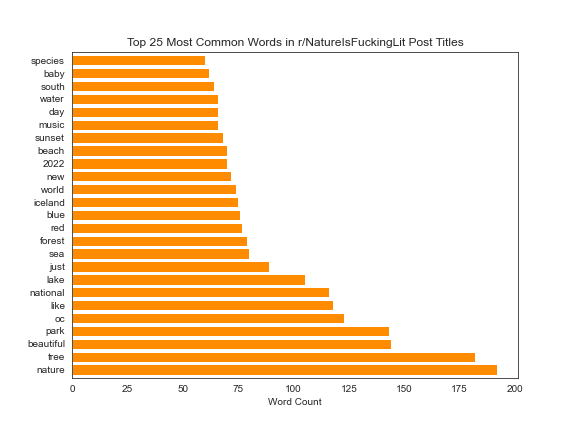 Top 25 Most Common Words in r/NatureIsFuckingLit Post Titles
species
baby
south
water
day
music
sunset
beach
2022
new
world
iceland
blue
red
forest
sea
just
lake
national
like
oc
park
beautiful
tree
nature
0 25 50 75 100 125 150 175 200
Word Count